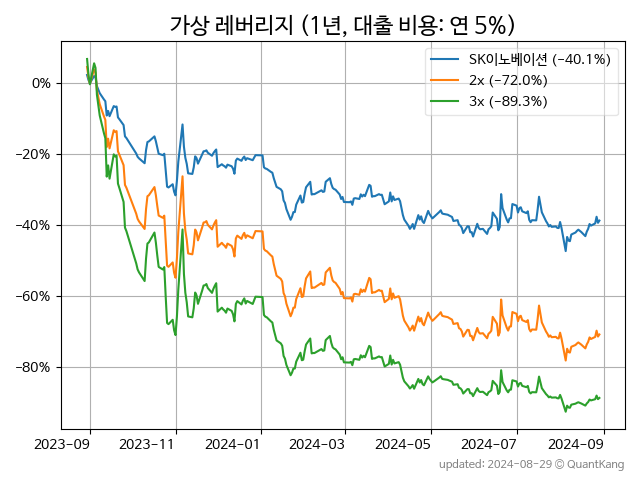 가상 레버리지 (1년, 대출 비용: 연 5%)
SK이노베이션 (−40.1%)
2x (−72.0%)
3x (−89.3%)
0%
−20%
−40%
−60%
−80%
2023-09 2023-11 2024-01 2024-03 2024-05 2024-07 2024-09
updated: 2024-08-29 © QuantKang